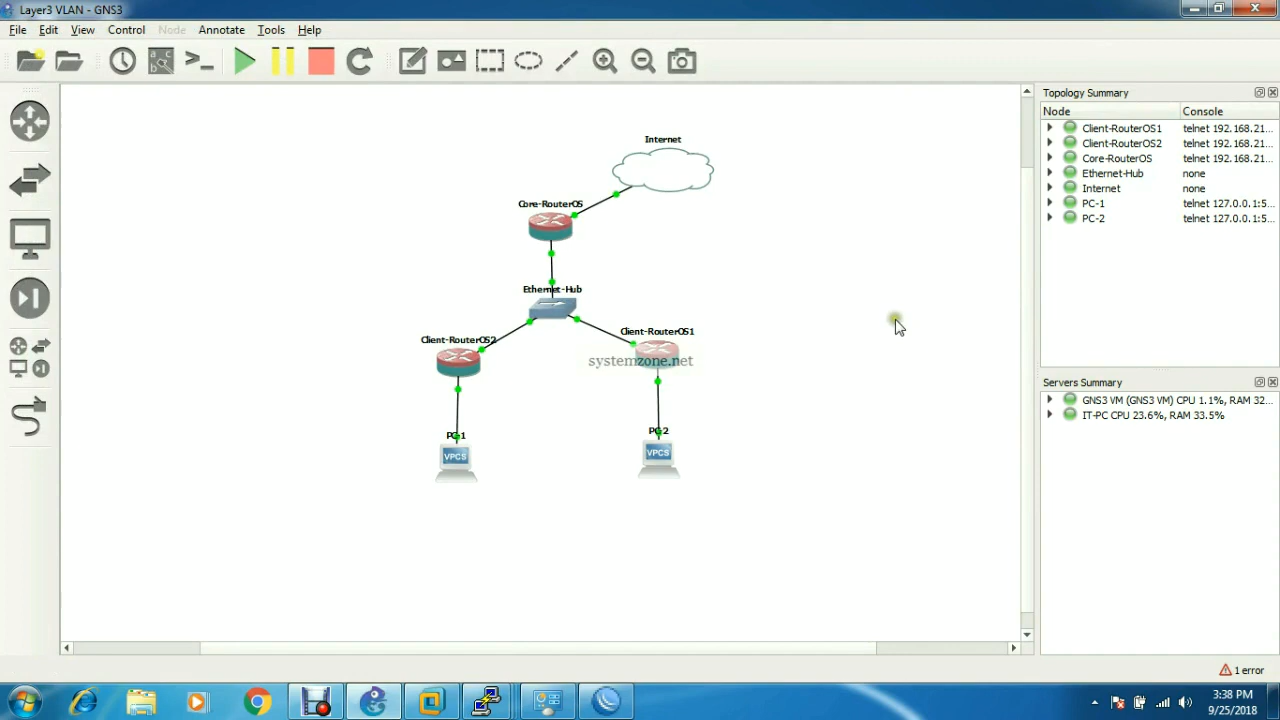 Layer3 VLAN - GNS3
File Edit View Control Node Annotate Tools Help
Topology Summary
Node Console
Client-RouterOS1 telnet 192.168.21...
Client-RouterOS2 telnet 192.168.21...
Core-RouterOS telnet 192.168.21...
Ethernet-Hub none
Internet none
PC-1 telnet 127.0.0.1:5...
PC-2 telnet 127.0.0.1:5...
Internet
Core-RouterOS
Ethernet-Hub
Client-RouterOS2
Client-RouterOS1
systemzone.net
PC-1
VPCS
PC-2
VPCS
Servers Summary
GNS3 VM (GNS3 VM) CPU 1.1%, RAM 32...
IT-PC CPU 23.6%, RAM 33.5%
1 error
3:38 PM
9/25/2018